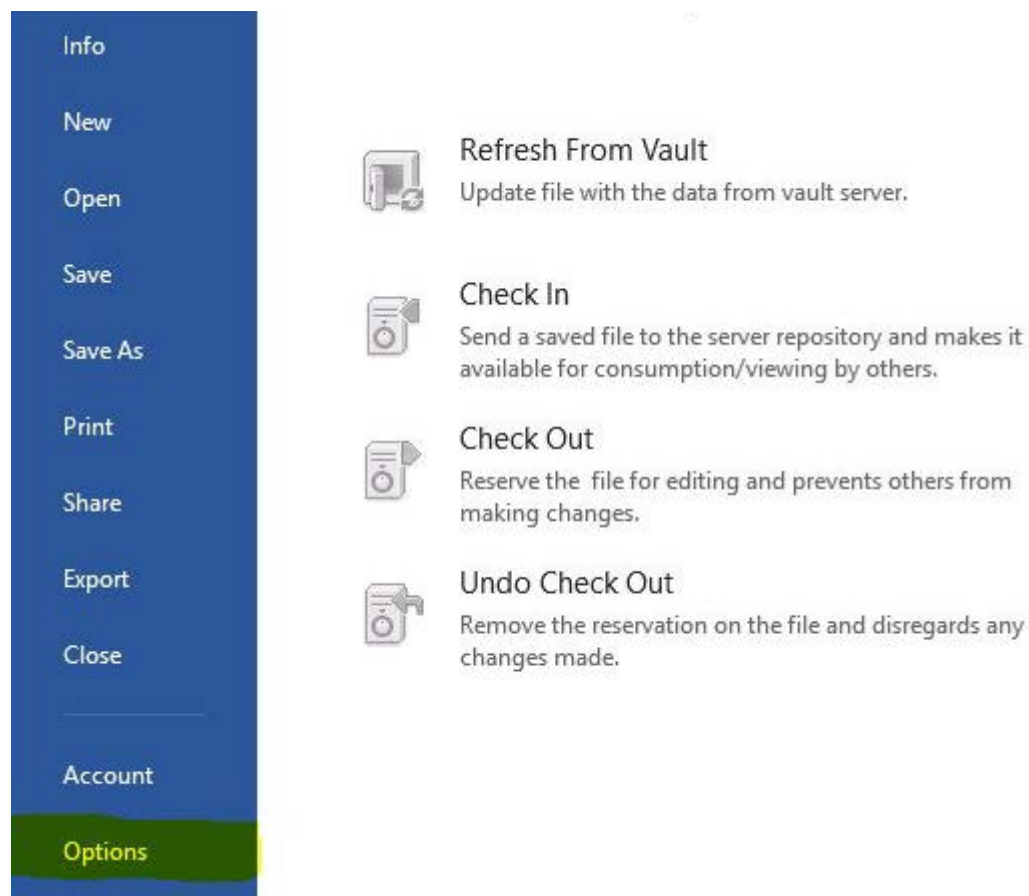 Info
New
Open
Save
Save As
Print
Share
Export
Close
Account
Options
Refresh From Vault
Update file with the data from vault server.
Check In
Send a saved file to the server repository and makes it
available for consumption/viewing by others.
Check Out
Reserve the  file for editing and prevents others from
making changes.
Undo Check Out
Remove the reservation on the file and disregards any
changes made.